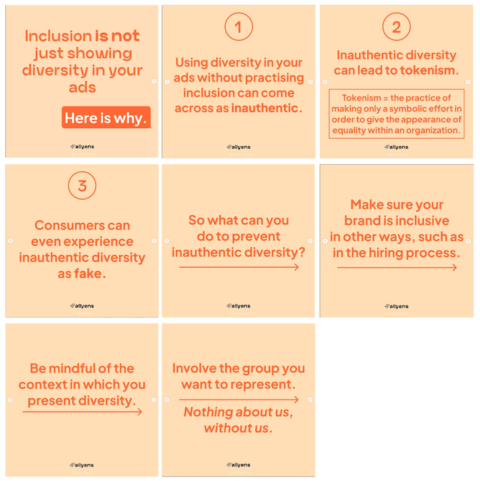 Inclusion is not
just showing
diversity in your
ads
Here is why.
allyens
1
Using diversity in your
ads without practising
inclusion can come
across as inauthentic.
allyens
2
Inauthentic diversity
can lead to tokenism.
Tokenism = the practice of
making only a symbolic effort in
order to give the appearance of
equality within an organization.
allyens
3
Consumers can
even experience
inauthentic diversity
as fake.
allyens
So what can you
do to prevent
inauthentic diversity?
allyens
Make sure your
brand is inclusive
in other ways, such as
in the hiring process.
allyens
Be mindful of the
context in which you
present diversity.
allyens
Involve the group you
want to represent.
Nothing about us,
without us.
allyens